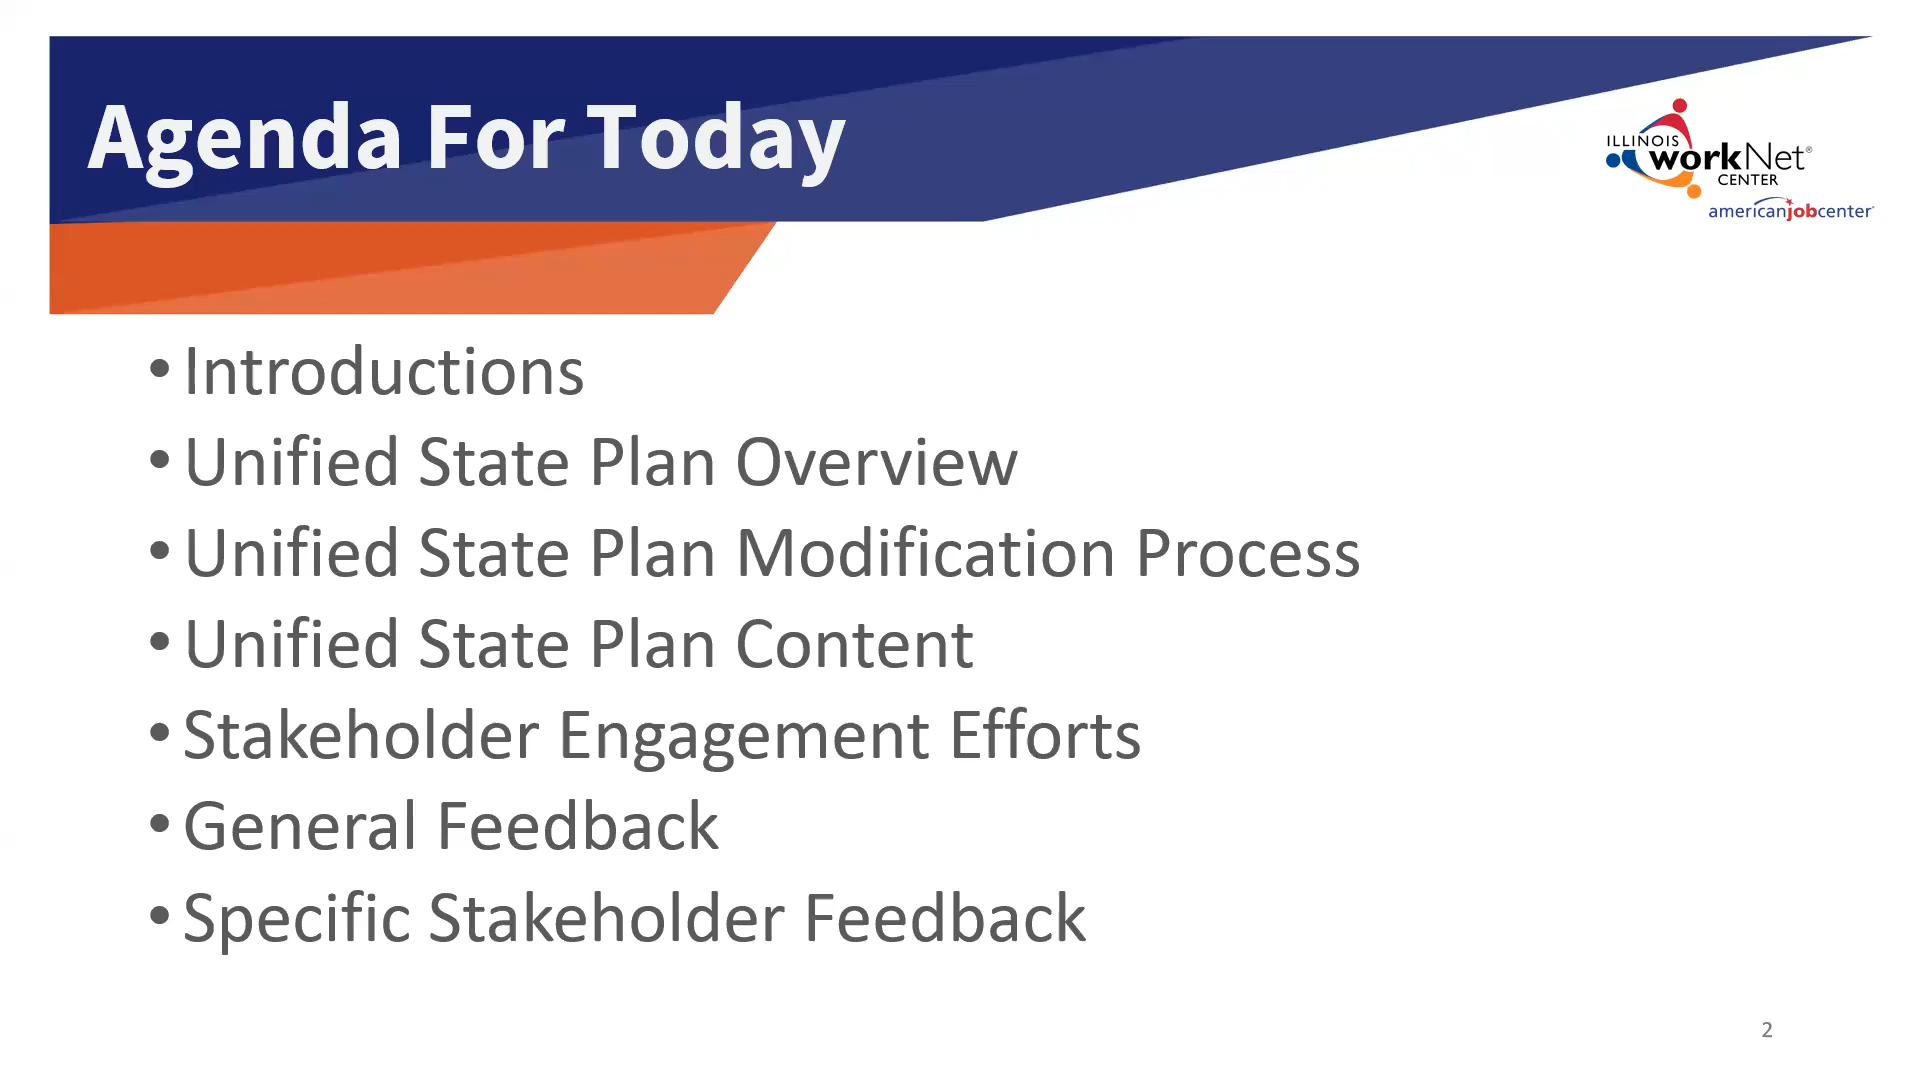 Agenda For Today
ILLINOIS
workNet®
CENTER
americanjobcenter
• Introductions
• Unified State Plan Overview
• Unified State Plan Modification Process
• Unified State Plan Content
• Stakeholder Engagement Efforts
• General Feedback
• Specific Stakeholder Feedback
2